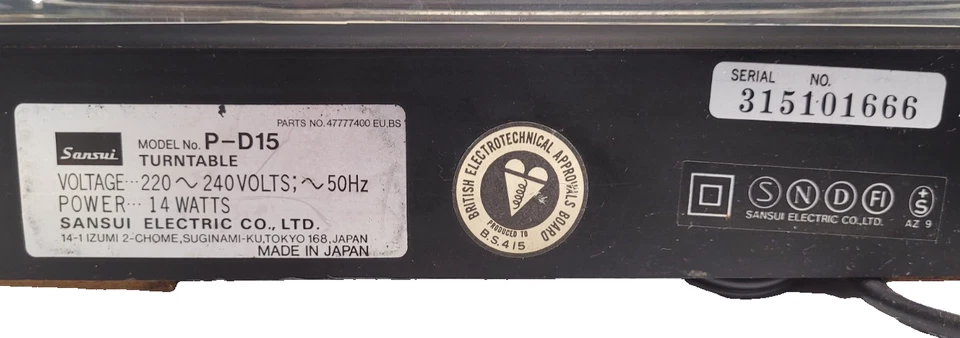 PARTS NO. 47777400 EU,BS
Sansui
MODEL No. P-D15
TURNTABLE
VOLTAGE···220 ～ 240VOLTS; ～ 50Hz
POWER··· 14 WATTS
SANSUI ELECTRIC CO., LTD.
14-1 IZUMI 2-CHOME, SUGINAMI-KU, TOKYO 168, JAPAN
MADE IN JAPAN
BRITISH ELECTROTECHNICAL APPROVALS BOARD
PRODUCED TO
B.S. 415
SERIAL NO.
315101666
S N D FI +S
SANSUI ELECTRIC CO.,LTD. AZ 9